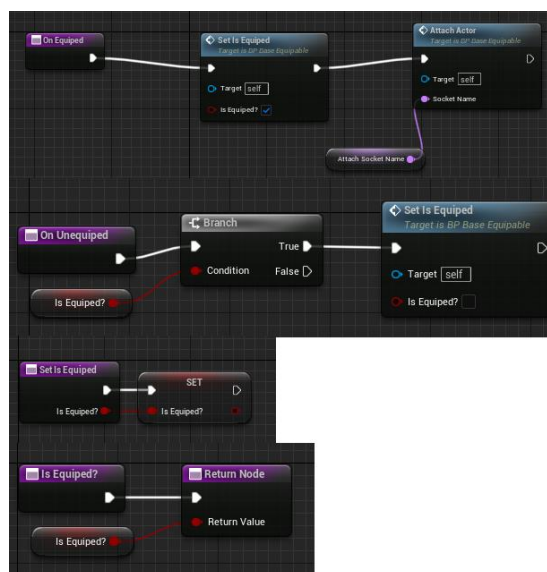 On Equiped
Set Is Equiped
Target is BP Base Equipable
Target self
Is Equiped?
Attach Actor
Target is BP Base Equipable
Target self
Socket Name
Attach Socket Name
On Unequiped
Branch
True
Condition
False
Is Equiped?
Set Is Equiped
Target is BP Base Equipable
Target self
Is Equiped?
Set Is Equiped
Is Equiped?
SET
Is Equiped?
Is Equiped?
Return Node
Return Value
Is Equiped?